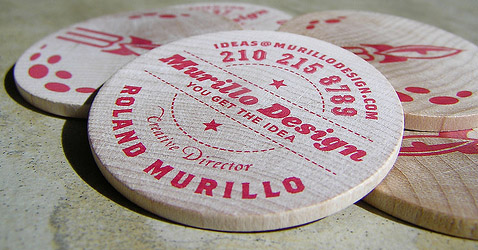 IDEAS@MURILLODESIGN.COM
210 215 8789
Murillo Design
YOU GET THE IDEA
Creative Director
ROLAND MURILLO